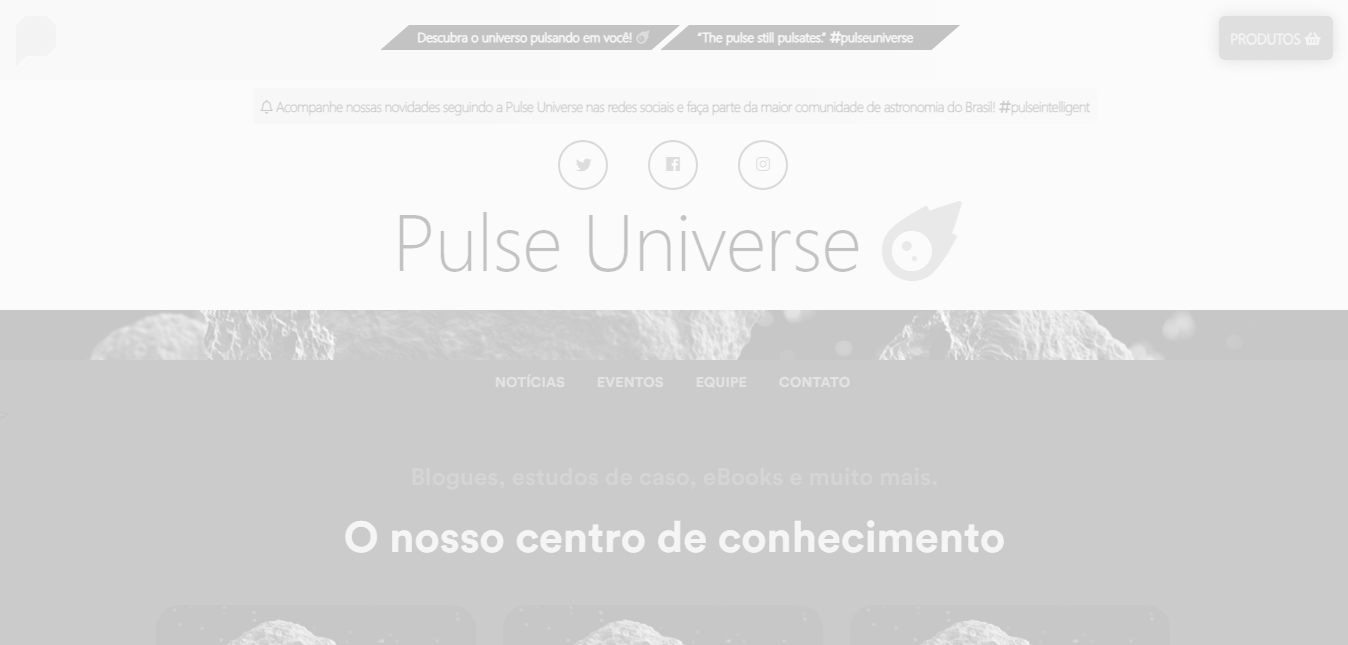 Descubra o universo pulsando em você!
“The pulse still pulsates.” #pulseuniverse
PRODUTOS
Acompanhe nossas novidades seguindo a Pulse Universe nas redes sociais e faça parte da maior comunidade de astronomia do Brasil! #pulseintelligent
Pulse Universe
NOTÍCIAS EVENTOS EQUIPE CONTATO
>
Blogues, estudos de caso, eBooks e muito mais.
O nosso centro de conhecimento